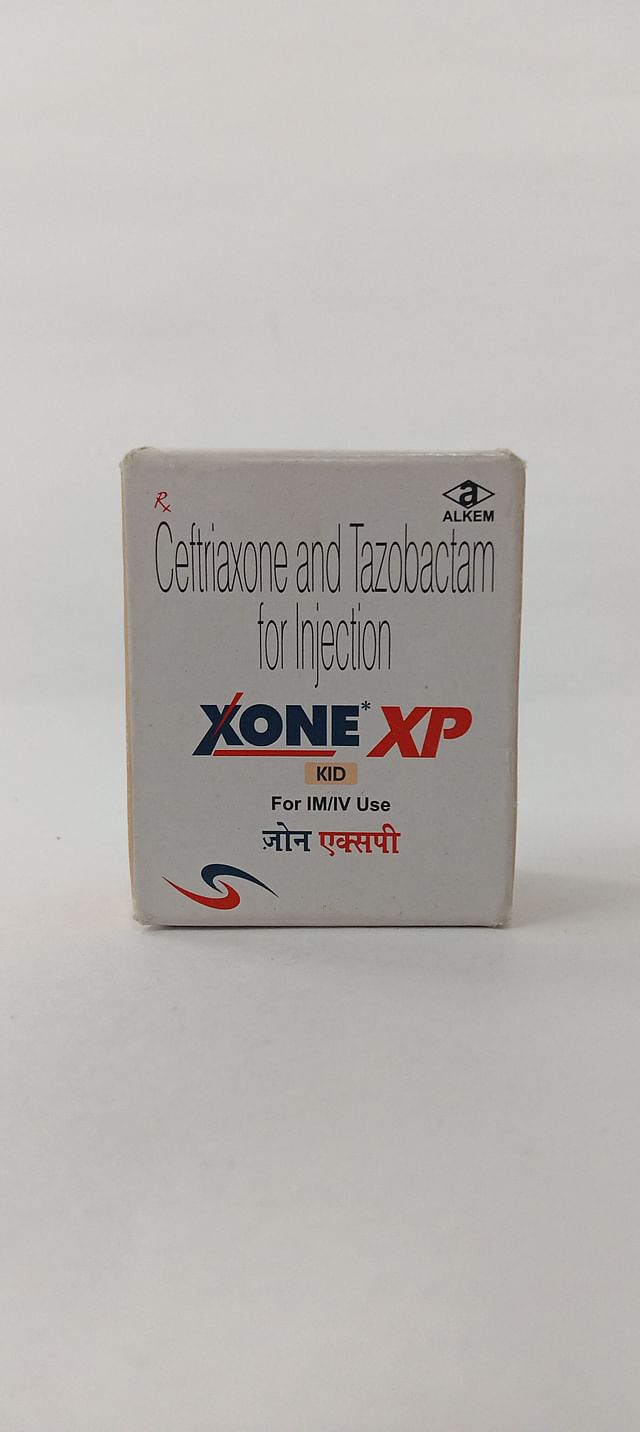 Rx
a
ALKEM
Ceftriaxone and Tazobactam
for Injection
XONE* XP
KID
For IM/IV Use
ज़ोन एक्सपी